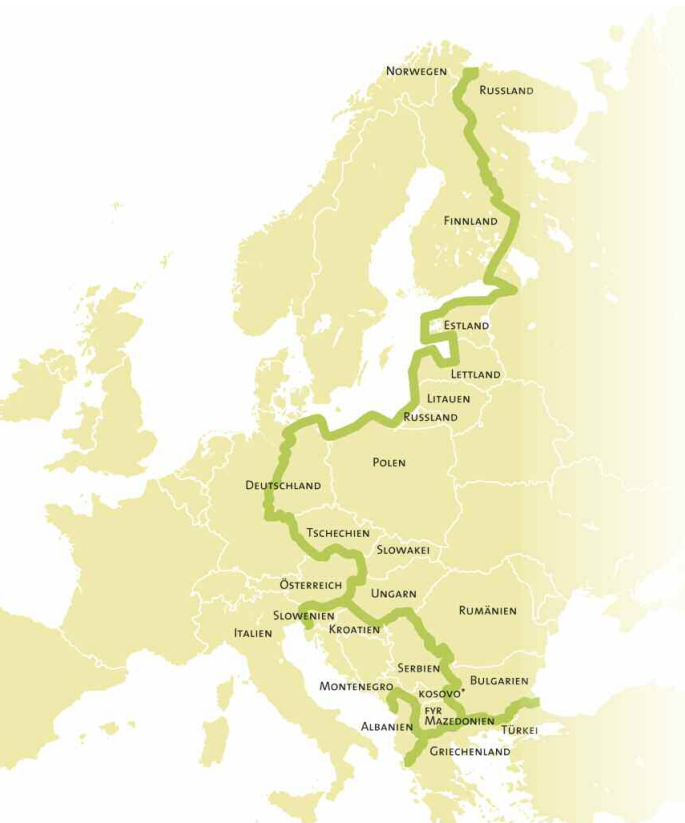 NORWEGEN
RUSSLAND
FINNLAND
ESTLAND
LETTLAND
LITAUEN
RUSSLAND
POLEN
DEUTSCHLAND
TSCHECHIEN
SLOWAKEI
ÖSTERREICH
UNGARN
SLOWENIEN
RUMÄNIEN
ITALIEN
KROATIEN
SERBIEN
BULGARIEN
MONTENEGRO
KOSOVO*
FYR
MAZEDONIEN
ALBANIEN
TÜRKEI
GRIECHENLAND